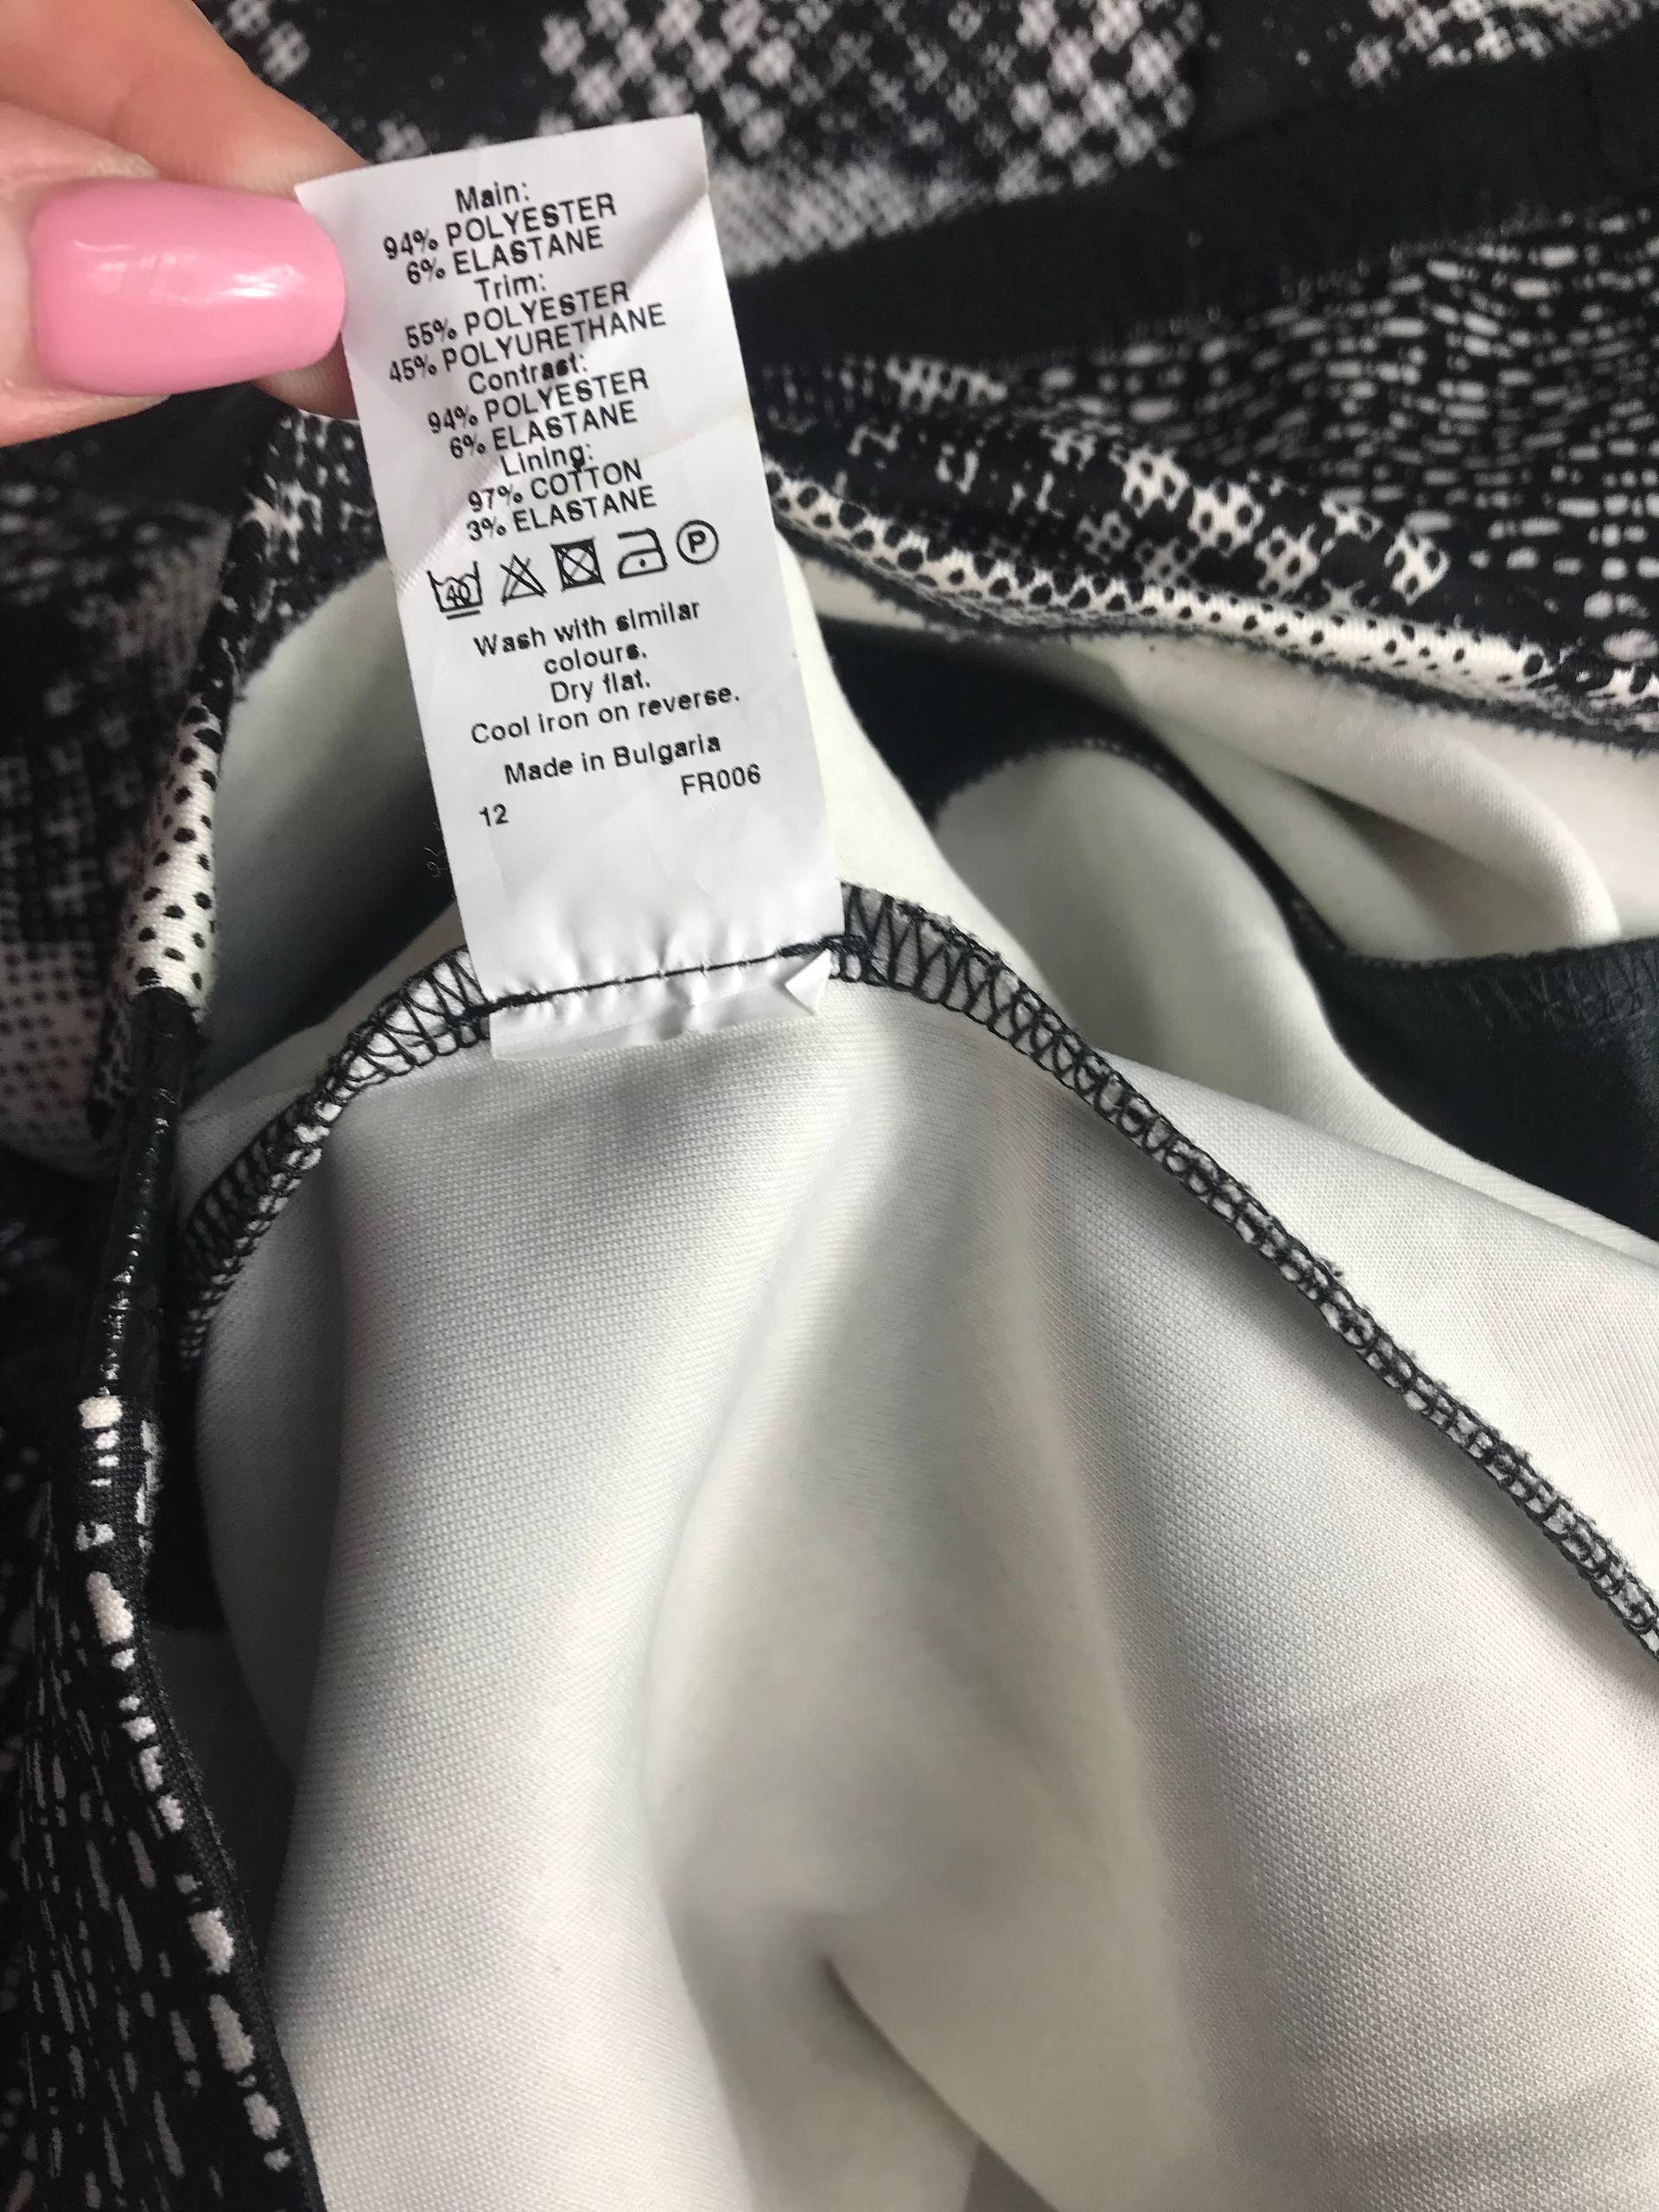 Main:
94% POLYESTER
6% ELASTANE
Trim:
55% POLYESTER
45% POLYURETHANE
Contrast:
94% POLYESTER
6% ELASTANE
Lining:
97% COTTON
3% ELASTANE
40 P
Wash with similar
colours.
Dry flat.
Cool iron on reverse.
Made in Bulgaria
FR006
12